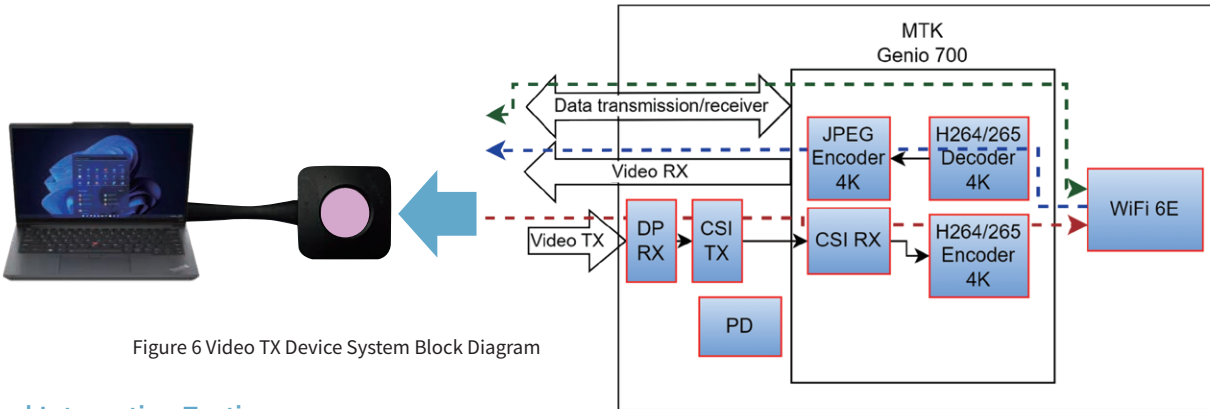 MTK
Genio 700
Data transmission/receiver
JPEG
Encoder
4K
H264/265
Decoder
4K
Video RX
WiFi 6E
Video TX
DP
RX
CSI
TX
CSI RX
H264/265
Encoder
4K
PD
Figure 6 Video TX Device System Block Diagram